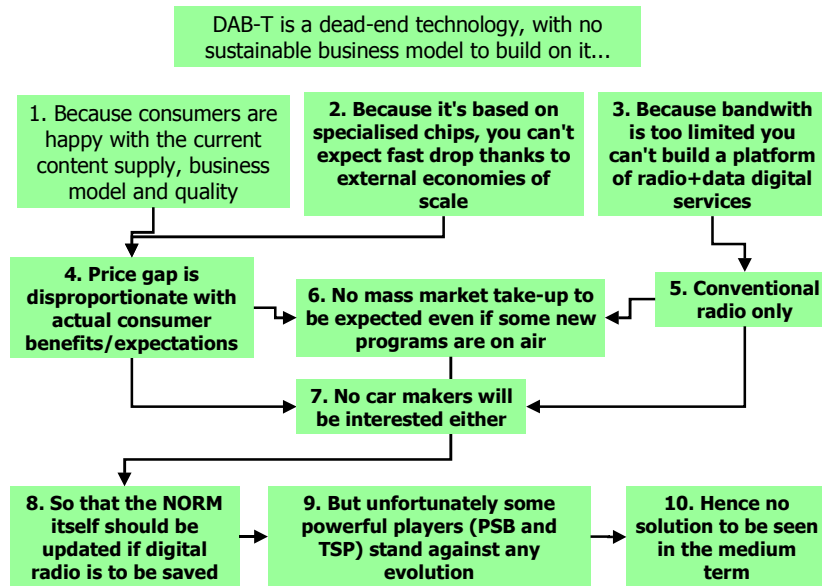 DAB-T is a dead-end technology, with no
sustainable business model to build on it...
1. Because consumers are
happy with the current
content supply, business
model and quality
2. Because it's based on
specialised chips, you can't
expect fast drop thanks to
external economies of
scale
3. Because bandwith
is too limited you
can't build a platform
of radio+data digital
services
4. Price gap is
disproportionate with
actual consumer
benefits/expectations
6. No mass market take-up to
be expected even if some new
programs are on air
5. Conventional
radio only
7. No car makers will
be interested either
8. So that the NORM
itself should be
updated if digital
radio is to be saved
9. But unfortunately some
powerful players (PSB and
TSP) stand against any
evolution
10. Hence no
solution to be seen
in the medium
term